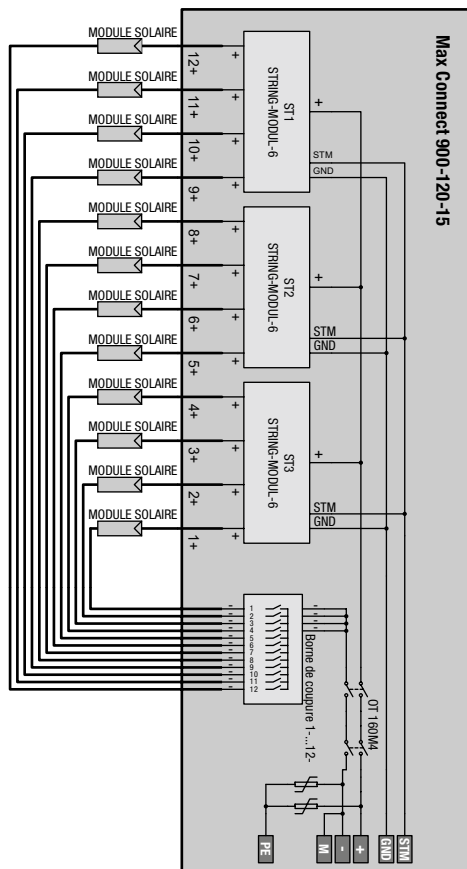 Max Connect 900-120-15
MODULE SOLAIRE
12+
+
MODULE SOLAIRE
11+
+
MODULE SOLAIRE
10+
+
MODULE SOLAIRE
9+
+
ST1
STRING-MODUL-6
+
STM
GND
MODULE SOLAIRE
8+
+
MODULE SOLAIRE
7+
+
MODULE SOLAIRE
6+
+
MODULE SOLAIRE
5+
+
ST2
STRING-MODUL-6
+
STM
GND
MODULE SOLAIRE
4+
+
MODULE SOLAIRE
3+
+
MODULE SOLAIRE
2+
+
MODULE SOLAIRE
1+
+
ST3
STRING-MODUL-6
+
STM
GND
- 1 -
- 2 -
- 3 -
- 4 -
- 5
- 6
- 7
- 8
- 9
- 10
- 11
- 12
Borne de coupure 1-...12-
OT 160M4
PE
M
-
+
GND
STM